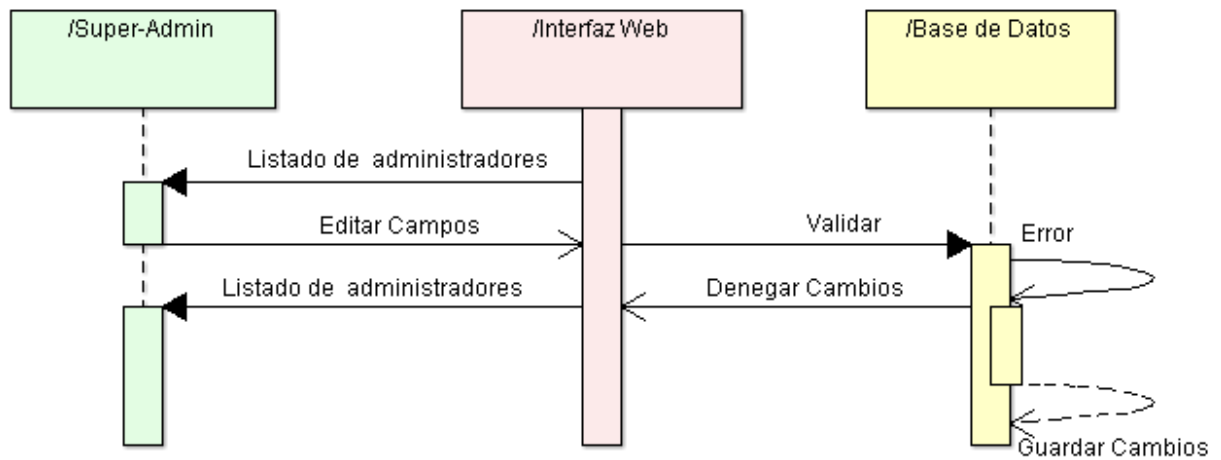 /Super-Admin
/Interfaz Web
/Base de Datos
Listado de administradores
Editar Campos
Validar
Error
Listado de administradores
Denegar Cambios
Guardar Cambios